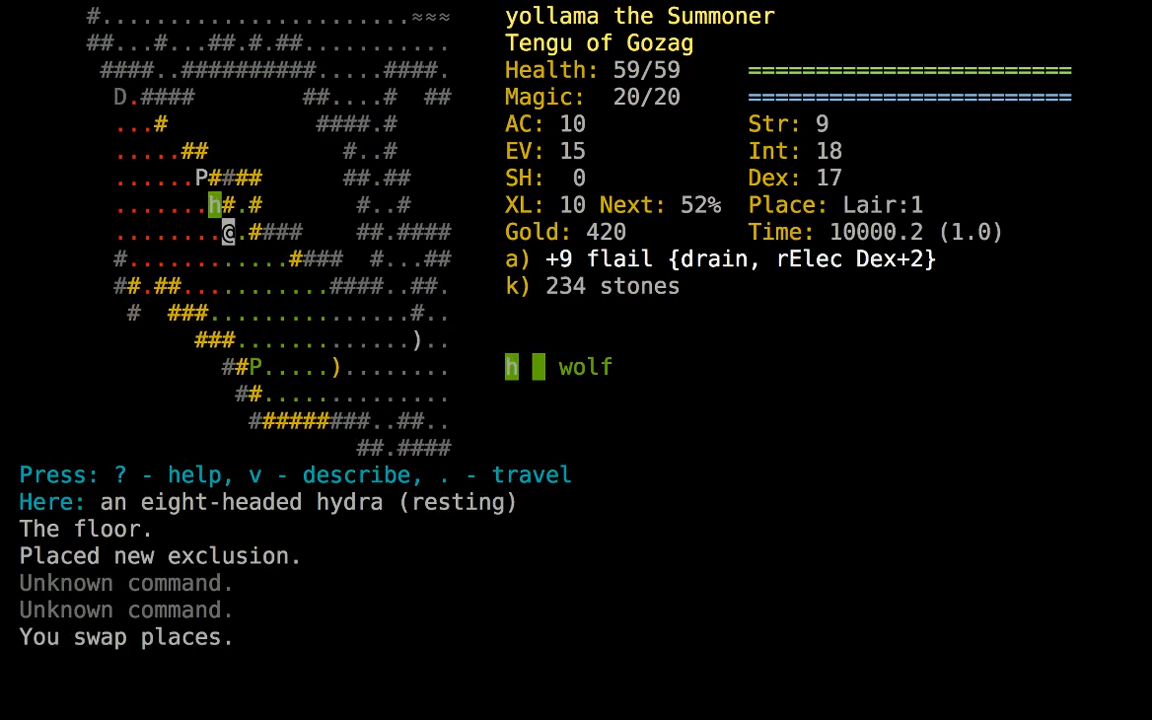 #.......................≈≈≈ yollama the Summoner
##...#...##.#.##........... Tengu of Gozag
####..##########.....####. Health: 59/59 ========================
D.#### ##....# ## Magic: 20/20 ========================
...# ####.# AC: 10 Str: 9
.....## #..# EV: 15 Int: 18
......P#### ##.## SH: 0 Dex: 17
.......h#.# #..# XL: 10 Next: 52% Place: Lair:1
........@.#### ##.#### Gold: 420 Time: 10000.2 (1.0)
#............#### #...## a) +9 flail {drain, rElec Dex+2}
##.##...........####..##. k) 234 stones
# ###...............#..
###.............)..
##P.....)........ h wolf
##..............
#########..##..
##.####
Press: ? - help, v - describe, . - travel
Here: an eight-headed hydra (resting)
The floor.
Placed new exclusion.
Unknown command.
Unknown command.
You swap places.